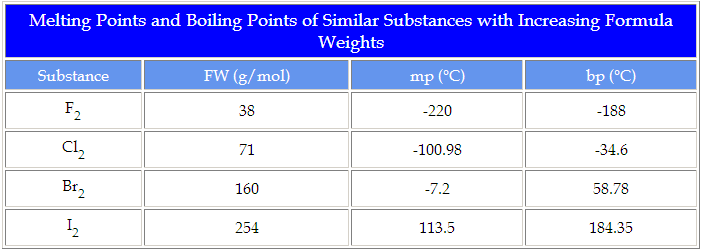 Melting Points and Boiling Points of Similar Substances with Increasing Formula
Weights
Substance FW (g/mol) mp (°C) bp (°C)
F2 38 -220 -188
Cl2 71 -100.98 -34.6
Br2 160 -7.2 58.78
I2 254 113.5 184.35